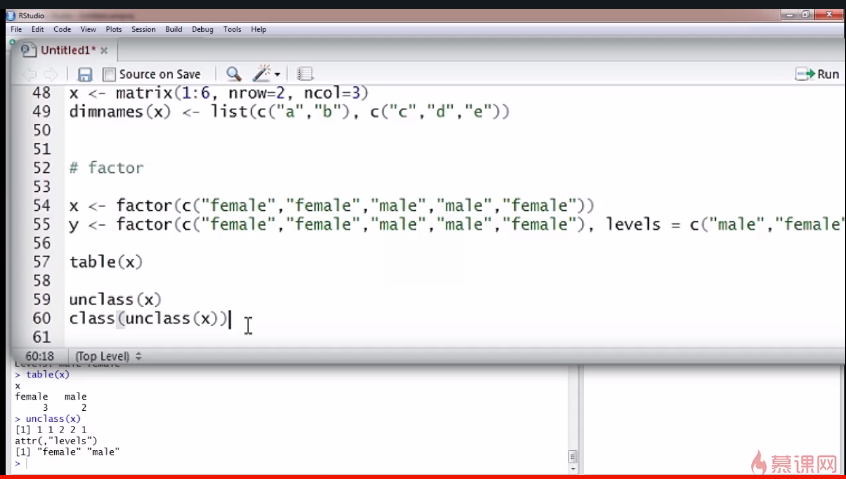 RStudio
File Edit Code View Plots Session Build Debug Tools Help
Untitled1* ×
Source on Save
Run
48 x <- matrix(1:6, nrow=2, ncol=3)
49 dimnames(x) <- list(c("a","b"), c("c","d","e"))
50
51
52 # factor
53
54 x <- factor(c("female","female","male","male","female"))
55 y <- factor(c("female","female","male","male","female"), levels = c("male","female"
56
57 table(x)
58
59 unclass(x)
60 class(unclass(x))
61
60:18 (Top Level)
Levels: male female
> table(x)
x
female male
3 2
> unclass(x)
[1] 1 1 2 2 1
attr(,"levels")
[1] "female" "male"
>
慕课网